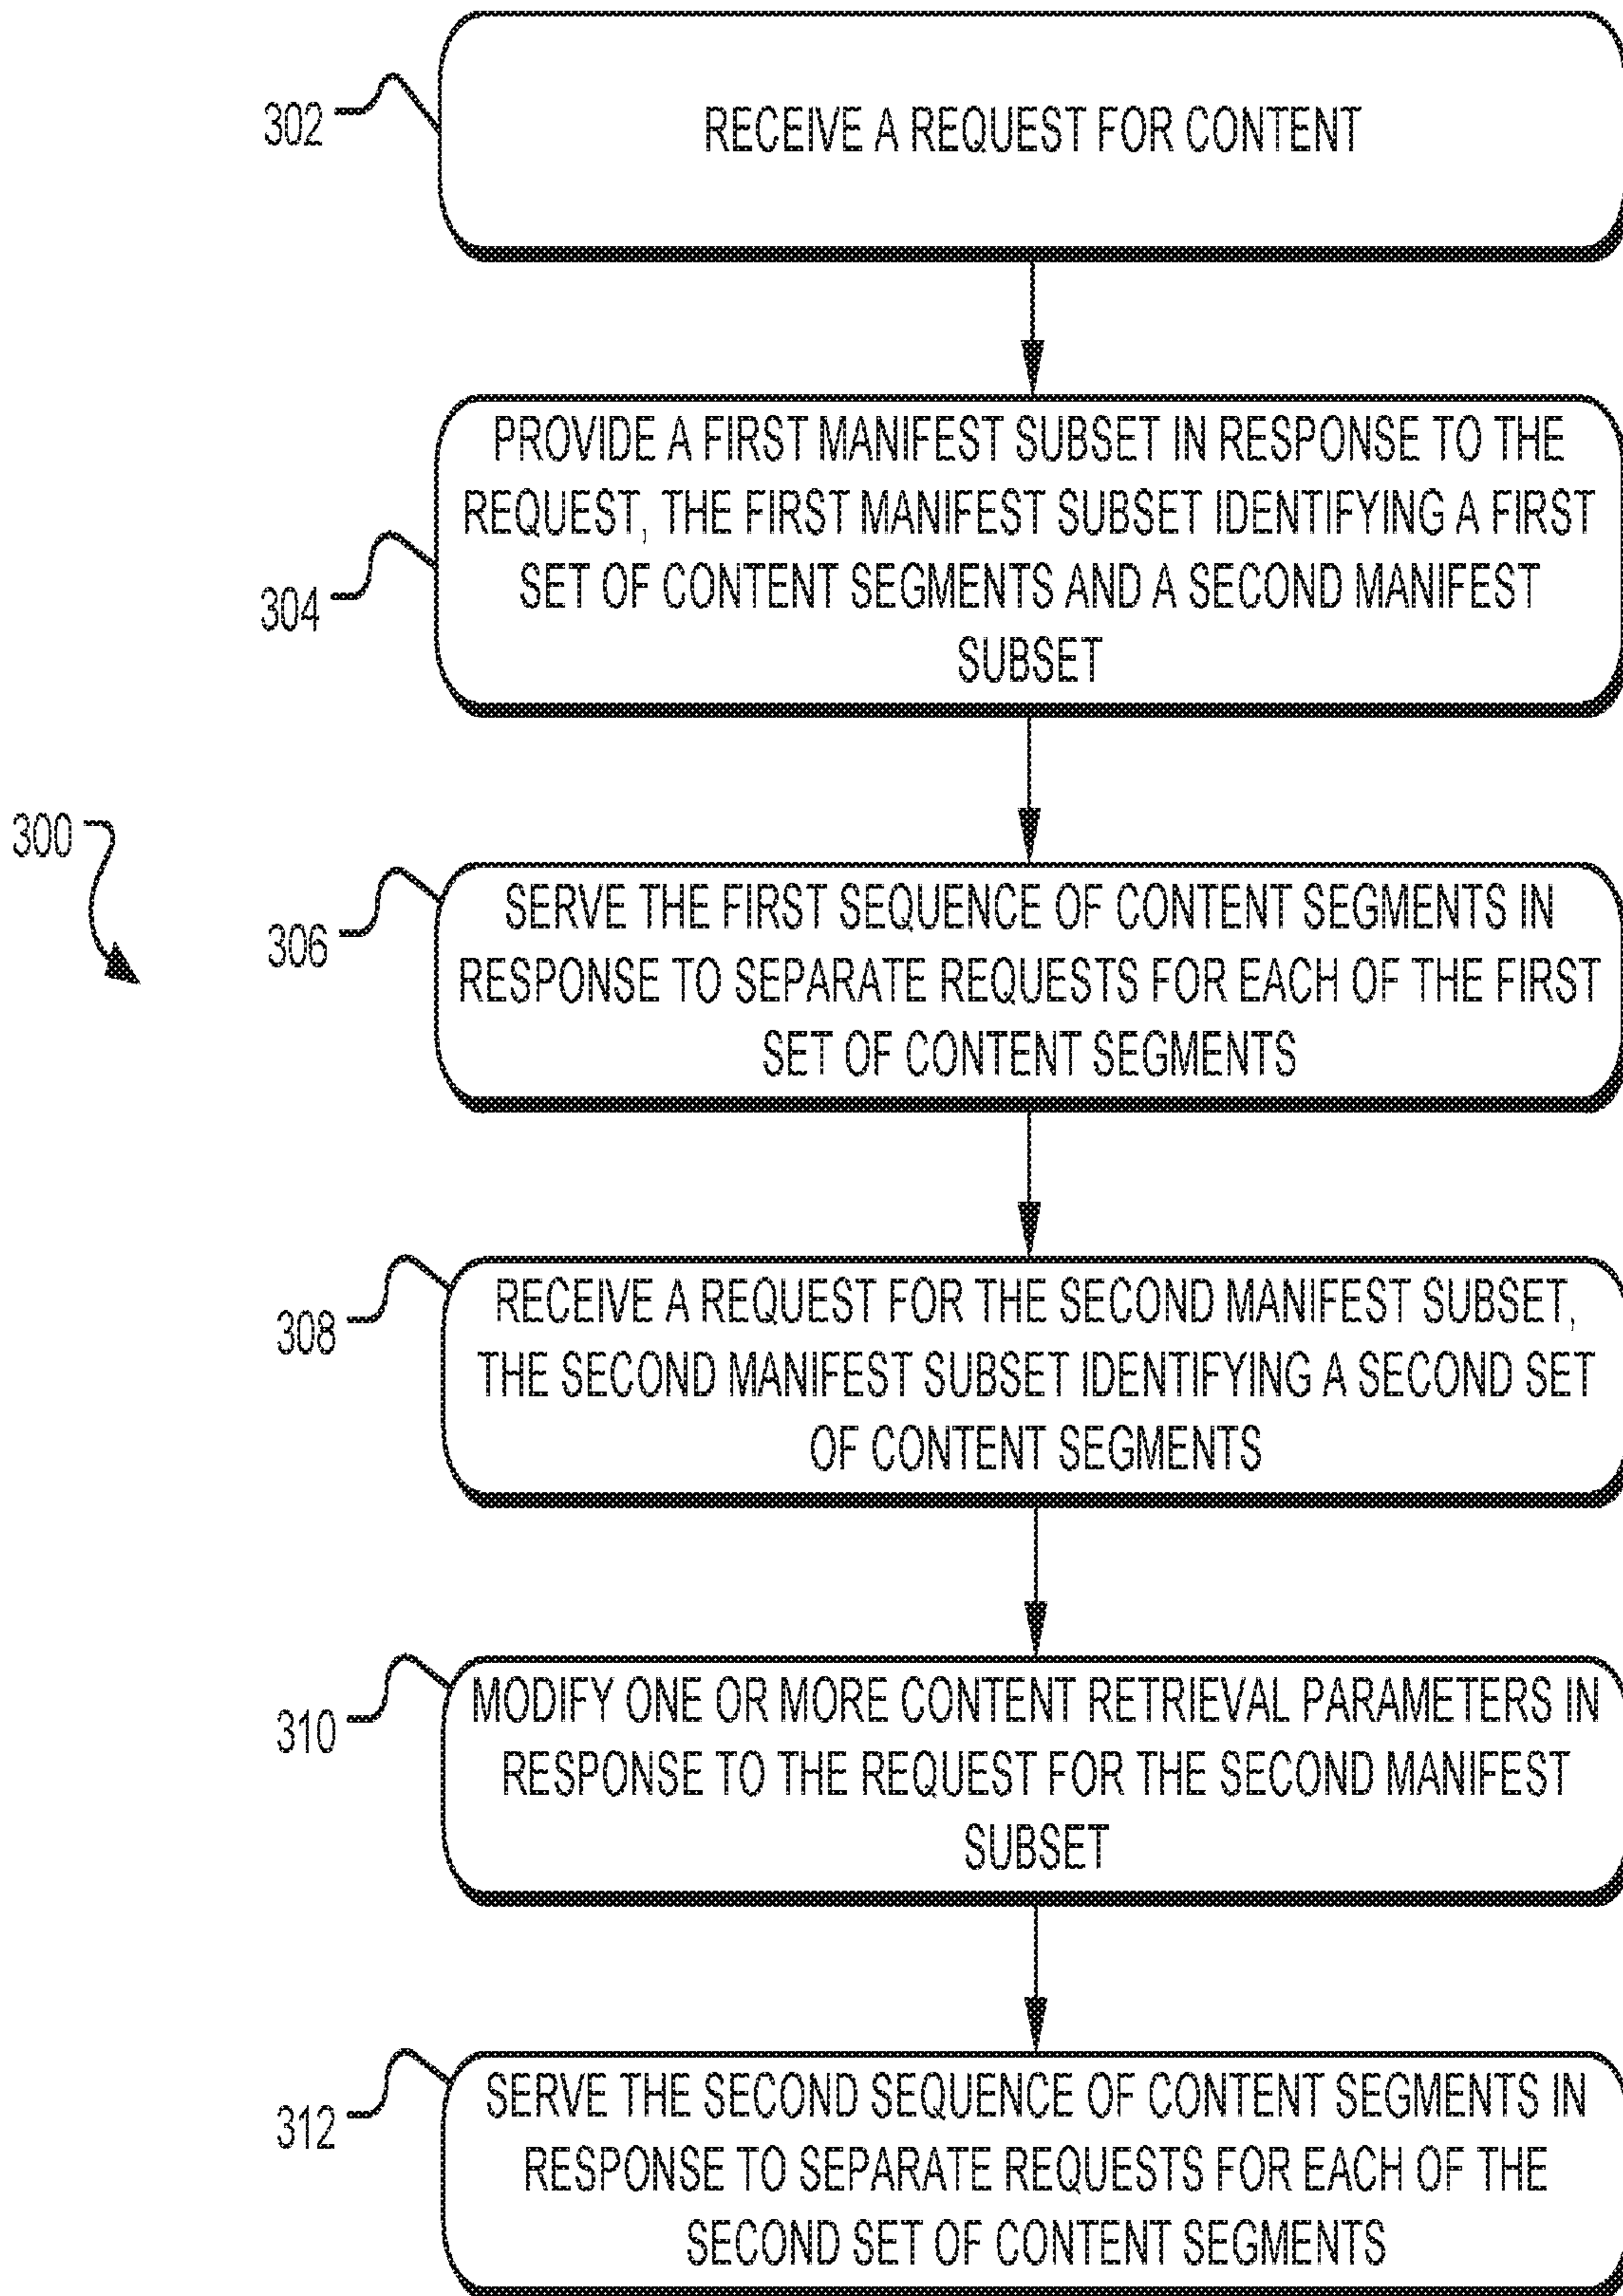 302
RECEIVE A REQUEST FOR CONTENT
PROVIDE A FIRST MANIFEST SUBSET IN RESPONSE TO THE
REQUEST, THE FIRST MANIFEST SUBSET IDENTIFYING A FIRST
SET OF CONTENT SEGMENTS AND A SECOND MANIFEST
SUBSET
304
300
SERVE THE FIRST SEQUENCE OF CONTENT SEGMENTS IN
RESPONSE TO SEPARATE REQUESTS FOR EACH OF THE FIRST
SET OF CONTENT SEGMENTS
306
RECEIVE A REQUEST FOR THE SECOND MANIFEST SUBSET,
THE SECOND MANIFEST SUBSET IDENTIFYING A SECOND SET
OF CONTENT SEGMENTS
308
MODIFY ONE OR MORE CONTENT RETRIEVAL PARAMETERS IN
RESPONSE TO THE REQUEST FOR THE SECOND MANIFEST
SUBSET
310
SERVE THE SECOND SEQUENCE OF CONTENT SEGMENTS IN
RESPONSE TO SEPARATE REQUESTS FOR EACH OF THE
SECOND SET OF CONTENT SEGMENTS
312